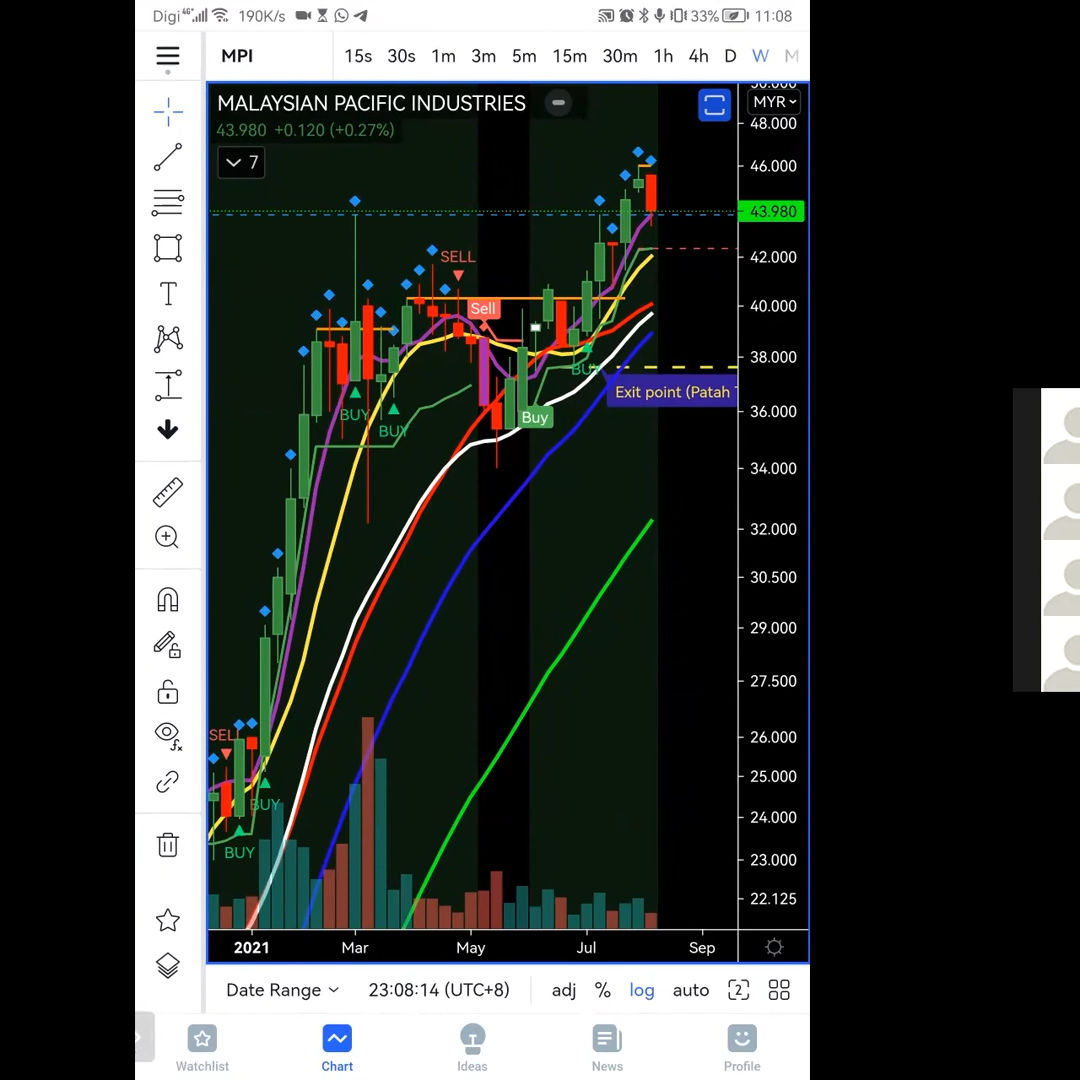 Digi 4G 190K/s 33% 11:08
MPI 15s 30s 1m 3m 5m 15m 30m 1h 4h D W M
MALAYSIAN PACIFIC INDUSTRIES
MYR
43.980 +0.120 (+0.27%)
7
50.000
48.000
46.000
43.980
42.000
40.000
38.000
36.000
34.000
32.000
30.500
29.000
27.500
26.000
25.000
24.000
23.000
22.125
SELL
Sell
BUY
Exit point (Patah
BUY
Buy
BUY
SELL
BUY
BUY
2021 Mar May Jul Sep
Date Range 23:08:14 (UTC+8) adj % log auto 2
Watchlist Chart Ideas News Profile